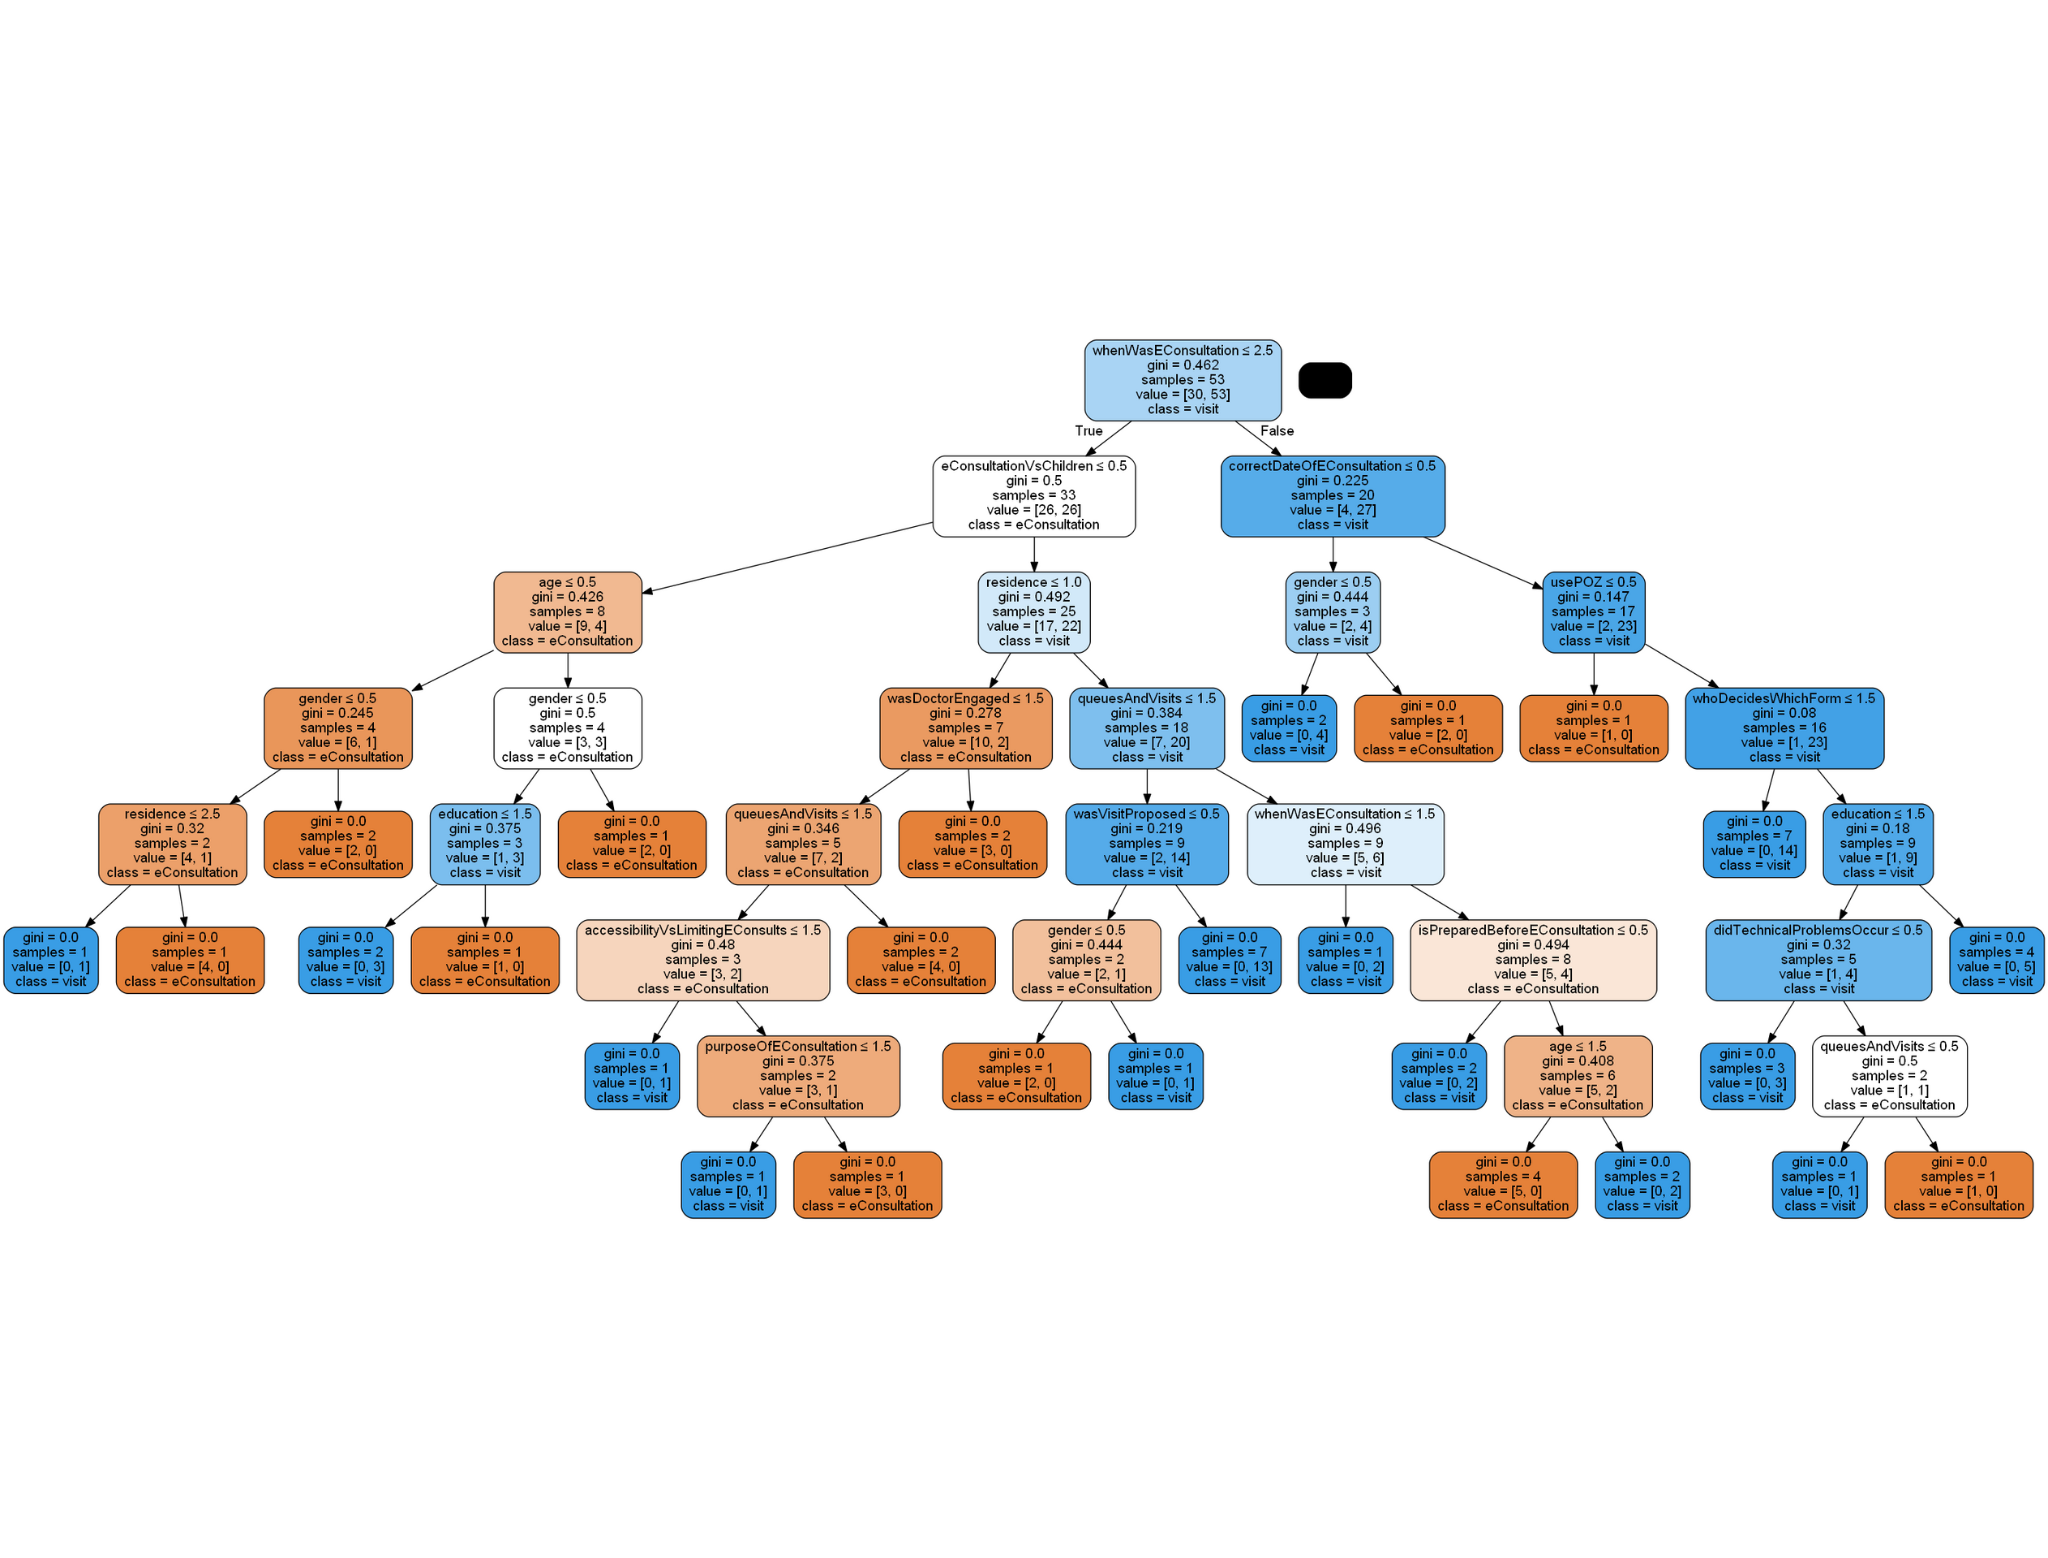 whenWasEConsultation ≤ 2.5
gini = 0.462
samples = 53
value = [30, 53]
class = visit
True
False
eConsultationVsChildren ≤ 0.5
gini = 0.5
samples = 33
value = [26, 26]
class = eConsultation
correctDateOfEConsultation ≤ 0.5
gini = 0.225
samples = 20
value = [4, 27]
class = visit
age ≤ 0.5
gini = 0.426
samples = 8
value = [9, 4]
class = eConsultation
residence ≤ 1.0
gini = 0.492
samples = 25
value = [17, 22]
class = visit
gender ≤ 0.5
gini = 0.444
samples = 3
value = [2, 4]
class = visit
usePOZ ≤ 0.5
gini = 0.147
samples = 17
value = [2, 23]
class = visit
gender ≤ 0.5
gini = 0.245
samples = 4
value = [6, 1]
class = eConsultation
gender ≤ 0.5
gini = 0.5
samples = 4
value = [3, 3]
class = eConsultation
wasDoctorEngaged ≤ 1.5
gini = 0.278
samples = 7
value = [10, 2]
class = eConsultation
queuesAndVisits ≤ 1.5
gini = 0.384
samples = 18
value = [7, 20]
class = visit
gini = 0.0
samples = 2
value = [0, 4]
class = visit
gini = 0.0
samples = 1
value = [2, 0]
class = eConsultation
gini = 0.0
samples = 1
value = [1, 0]
class = eConsultation
whoDecidesWhichForm ≤ 1.5
gini = 0.08
samples = 16
value = [1, 23]
class = visit
residence ≤ 2.5
gini = 0.32
samples = 2
value = [4, 1]
class = eConsultation
gini = 0.0
samples = 2
value = [2, 0]
class = eConsultation
education ≤ 1.5
gini = 0.375
samples = 3
value = [1, 3]
class = visit
gini = 0.0
samples = 1
value = [2, 0]
class = eConsultation
queuesAndVisits ≤ 1.5
gini = 0.346
samples = 5
value = [7, 2]
class = eConsultation
gini = 0.0
samples = 2
value = [3, 0]
class = eConsultation
wasVisitProposed ≤ 0.5
gini = 0.219
samples = 9
value = [2, 14]
class = visit
whenWasEConsultation ≤ 1.5
gini = 0.496
samples = 9
value = [5, 6]
class = visit
gini = 0.0
samples = 7
value = [0, 14]
class = visit
education ≤ 1.5
gini = 0.18
samples = 9
value = [1, 9]
class = visit
gini = 0.0
samples = 1
value = [0, 1]
class = visit
gini = 0.0
samples = 1
value = [4, 0]
class = eConsultation
gini = 0.0
samples = 2
value = [0, 3]
class = visit
gini = 0.0
samples = 1
value = [1, 0]
class = eConsultation
accessibilityVsLimitingEConsults ≤ 1.5
gini = 0.48
samples = 3
value = [3, 2]
class = eConsultation
gini = 0.0
samples = 2
value = [4, 0]
class = eConsultation
gender ≤ 0.5
gini = 0.444
samples = 2
value = [2, 1]
class = eConsultation
gini = 0.0
samples = 7
value = [0, 13]
class = visit
gini = 0.0
samples = 1
value = [0, 2]
class = visit
isPreparedBeforeEConsultation ≤ 0.5
gini = 0.494
samples = 8
value = [5, 4]
class = eConsultation
didTechnicalProblemsOccur ≤ 0.5
gini = 0.32
samples = 5
value = [1, 4]
class = visit
gini = 0.0
samples = 4
value = [0, 5]
class = visit
gini = 0.0
samples = 1
value = [0, 1]
class = visit
purposeOfEConsultation ≤ 1.5
gini = 0.375
samples = 2
value = [3, 1]
class = eConsultation
gini = 0.0
samples = 1
value = [2, 0]
class = eConsultation
gini = 0.0
samples = 1
value = [0, 1]
class = visit
gini = 0.0
samples = 2
value = [0, 2]
class = visit
age ≤ 1.5
gini = 0.408
samples = 6
value = [5, 2]
class = eConsultation
gini = 0.0
samples = 3
value = [0, 3]
class = visit
queuesAndVisits ≤ 0.5
gini = 0.5
samples = 2
value = [1, 1]
class = eConsultation
gini = 0.0
samples = 1
value = [0, 1]
class = visit
gini = 0.0
samples = 1
value = [3, 0]
class = eConsultation
gini = 0.0
samples = 4
value = [5, 0]
class = eConsultation
gini = 0.0
samples = 2
value = [0, 2]
class = visit
gini = 0.0
samples = 1
value = [0, 1]
class = visit
gini = 0.0
samples = 1
value = [1, 0]
class = eConsultation